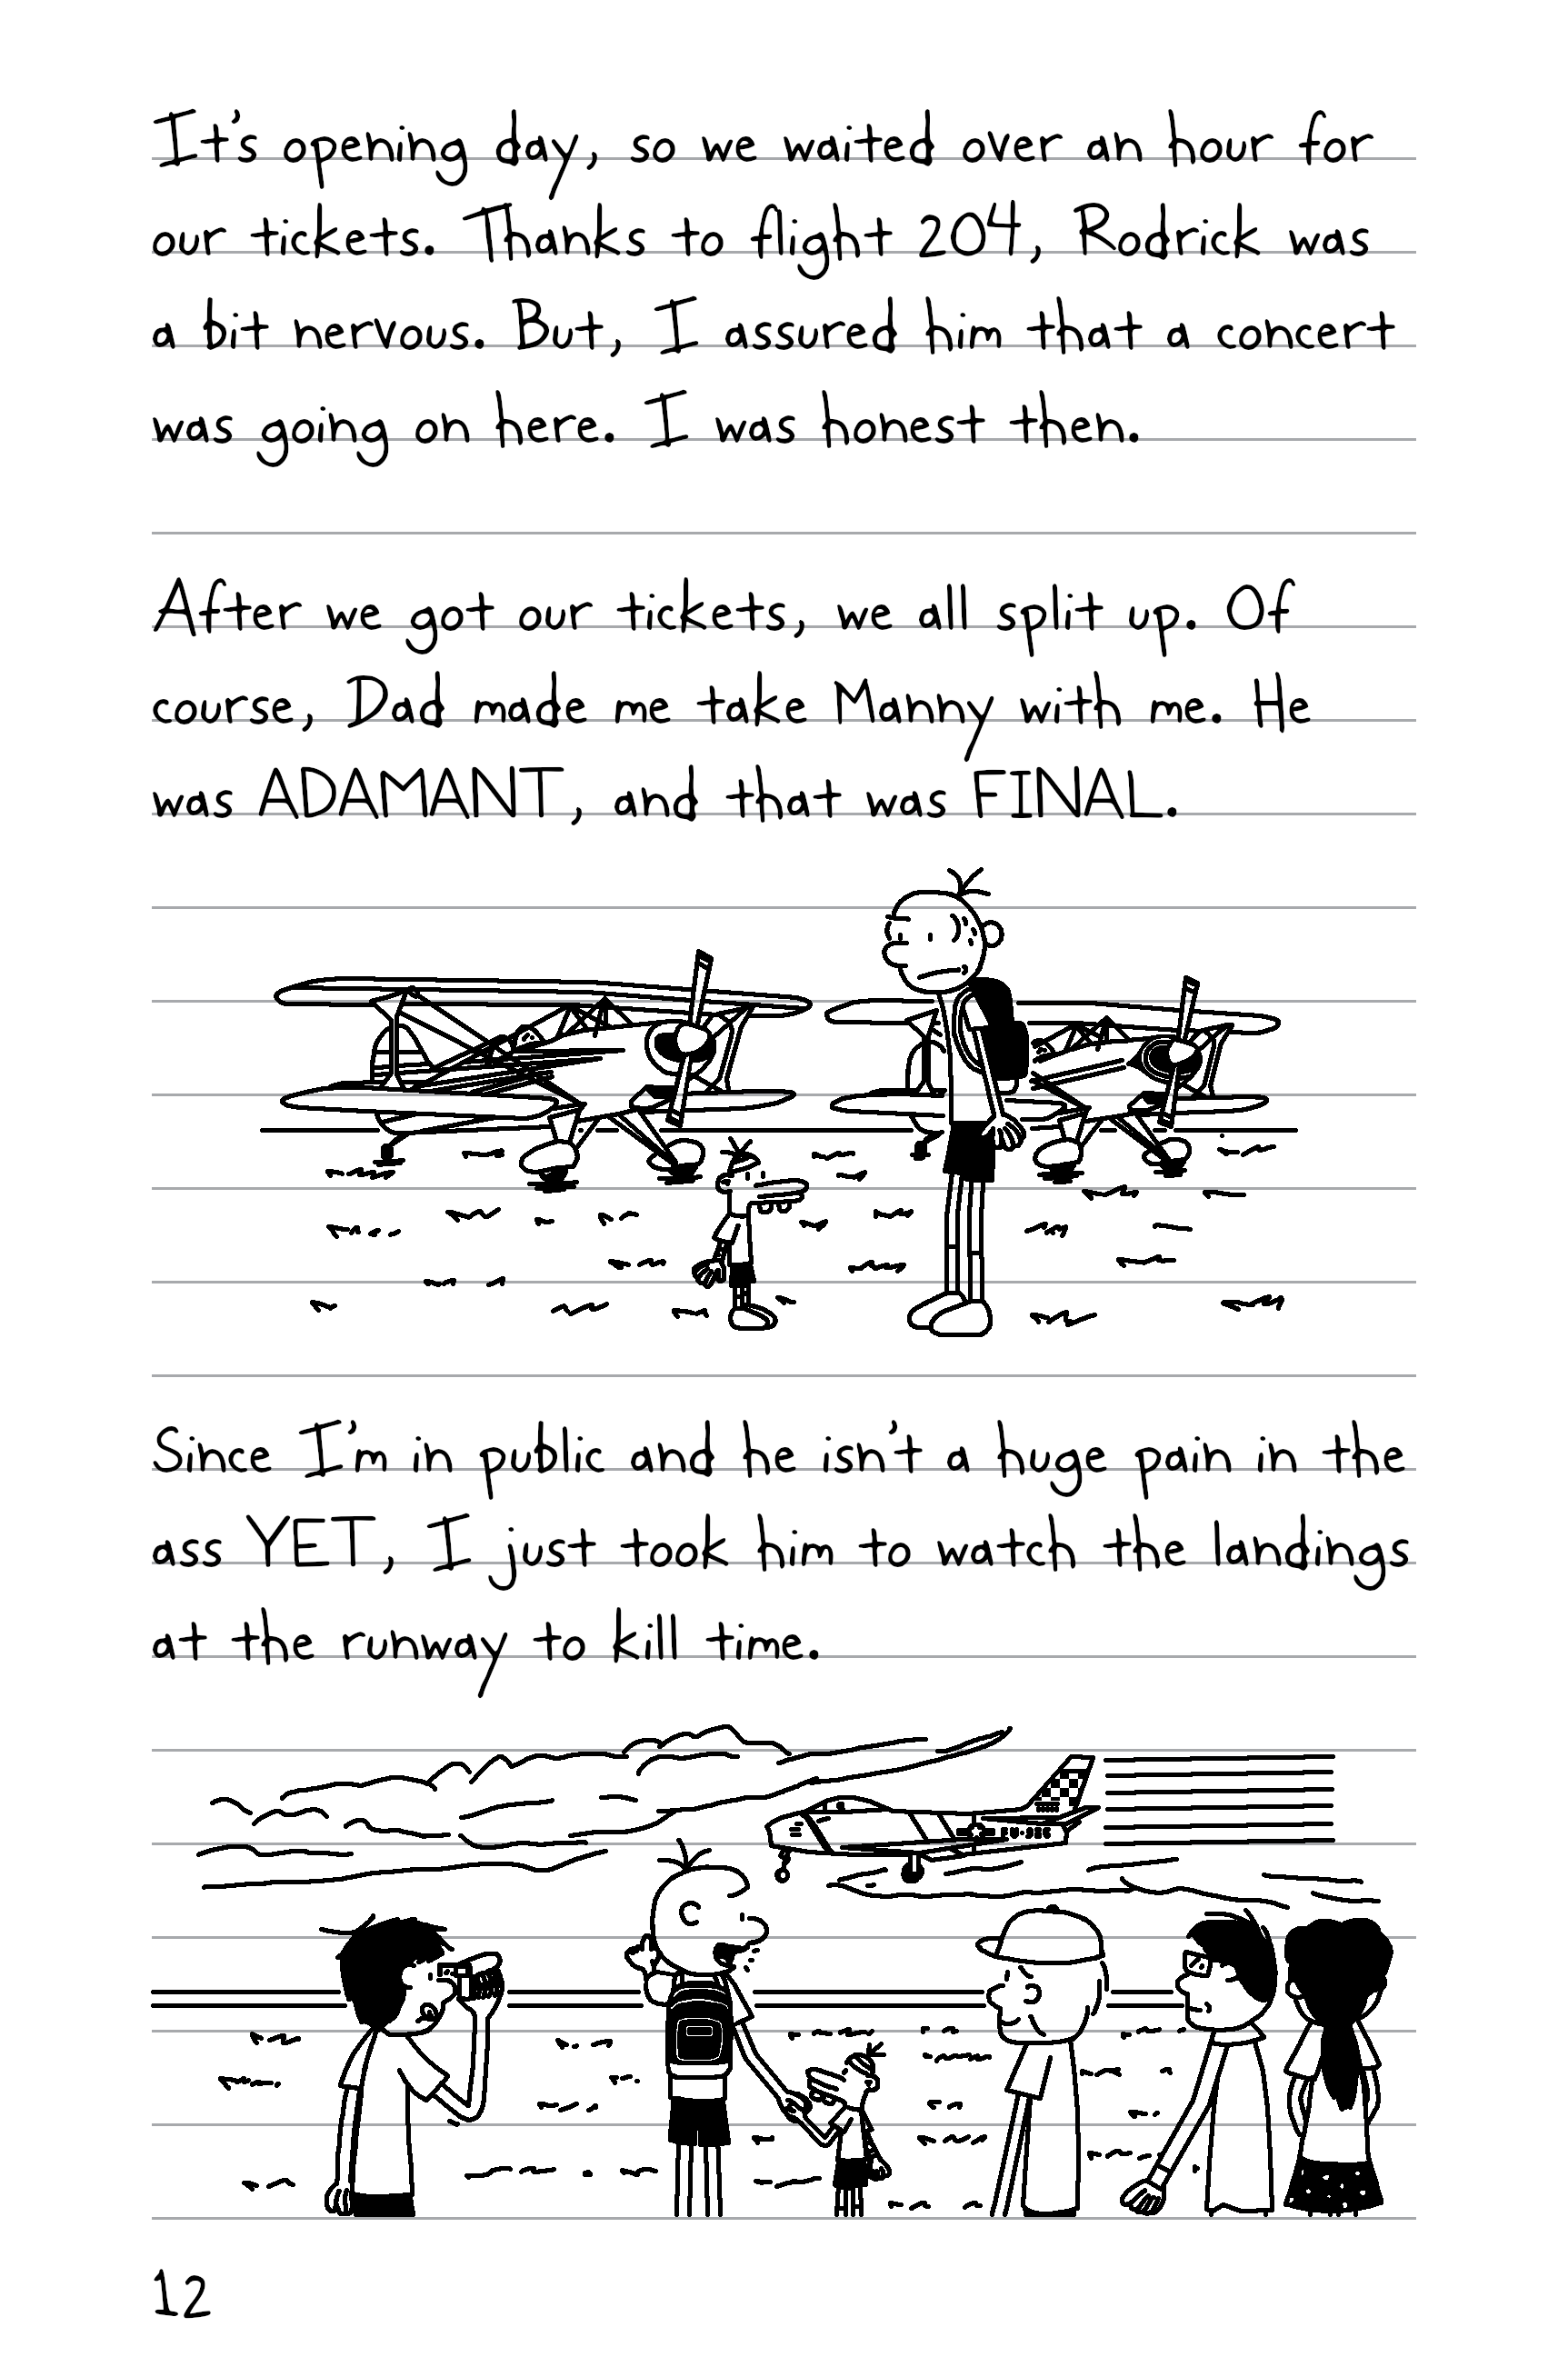 It's opening day, so we waited over an hour for
our tickets. Thanks to flight 204, Rodrick was
a bit nervous. But, I assured him that a concert
was going on here. I was honest then.
After we got our tickets, we all split up. Of
course, Dad made me take Manny with me. He
was ADAMANT, and that was FINAL.
Since I'm in public and he isn't a huge pain in the
ass YET, I just took him to watch the landings
at the runway to kill time.
12